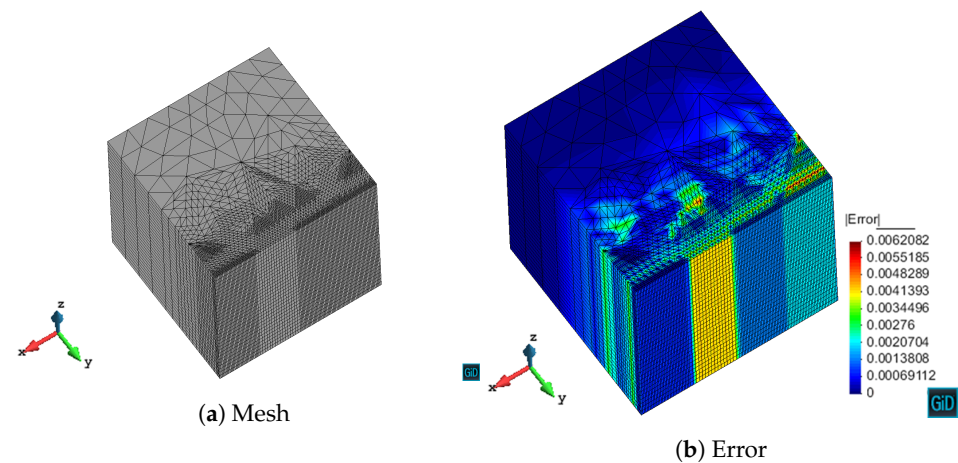 z
x
y
(a) Mesh
|Error|
0.0062082
0.0055185
0.0048289
0.0041393
0.0034496
0.00276
0.0020704
0.0013808
0.00069112
0
z
x
y
GiD
GiD
(b) Error